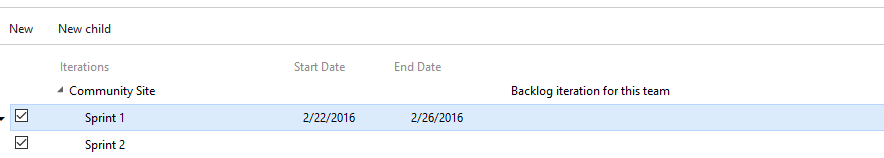 New New child
Iterations Start Date End Date
Community Site Backlog iteration for this team
Sprint 1 2/22/2016 2/26/2016
Sprint 2